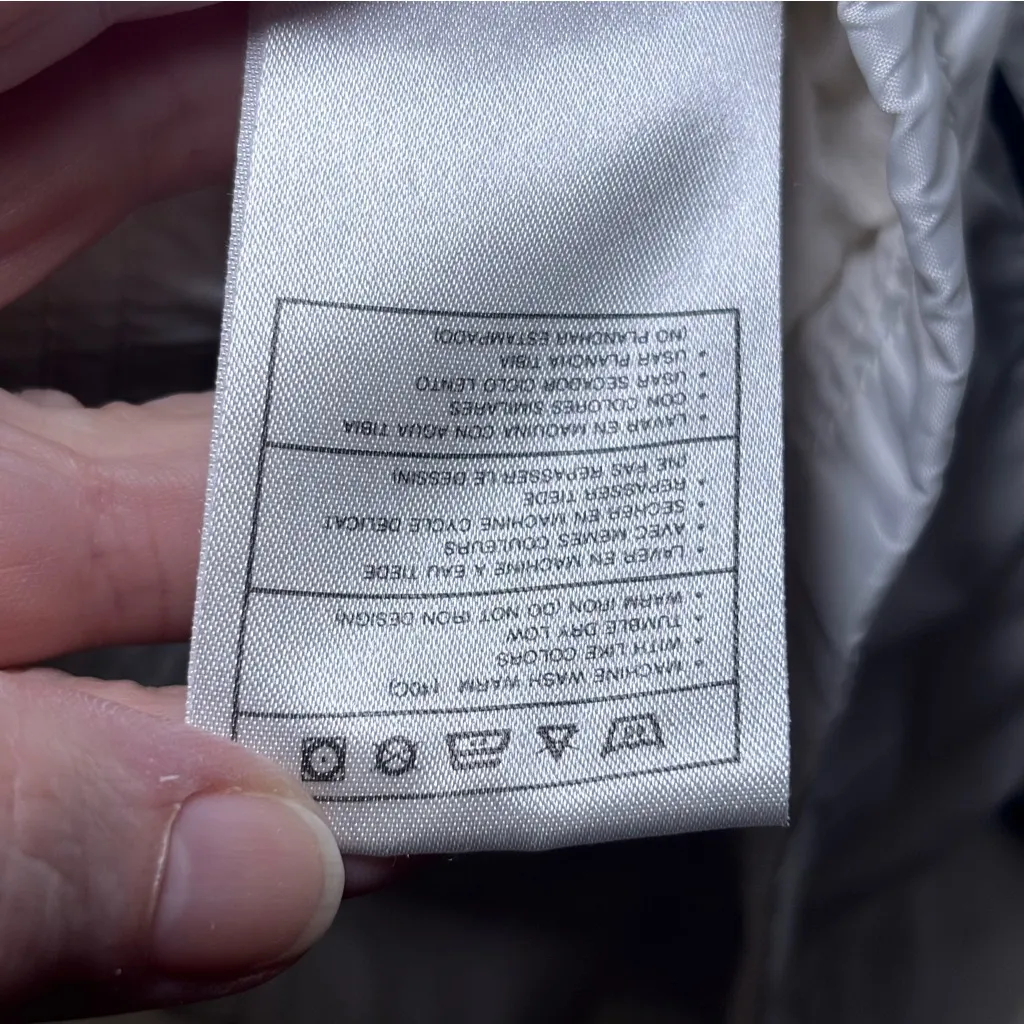 40
MACHINE WASH WARM (40C)
WITH LIKE COLORS
• TUMBLE DRY LOW
• WARM IRON (DO NOT IRON DESIGN)
• LAVER EN MACHINE A EAU TIEDE
AVEC MEMES COULEURS
• SECHER EN MACHINE CYCLE DELICAT
• REPASSER TIEDE
(NE PAS REPASSER LE DESSIN)
• LAVAR EN MAQUINA CON AGUA TIBIA
CON COLORES SIMILARES
• USAR SECADOR CICLO LENTO
• USAR PLANCHA TIBIA
(NO PLANCHAR ESTAMPADO)